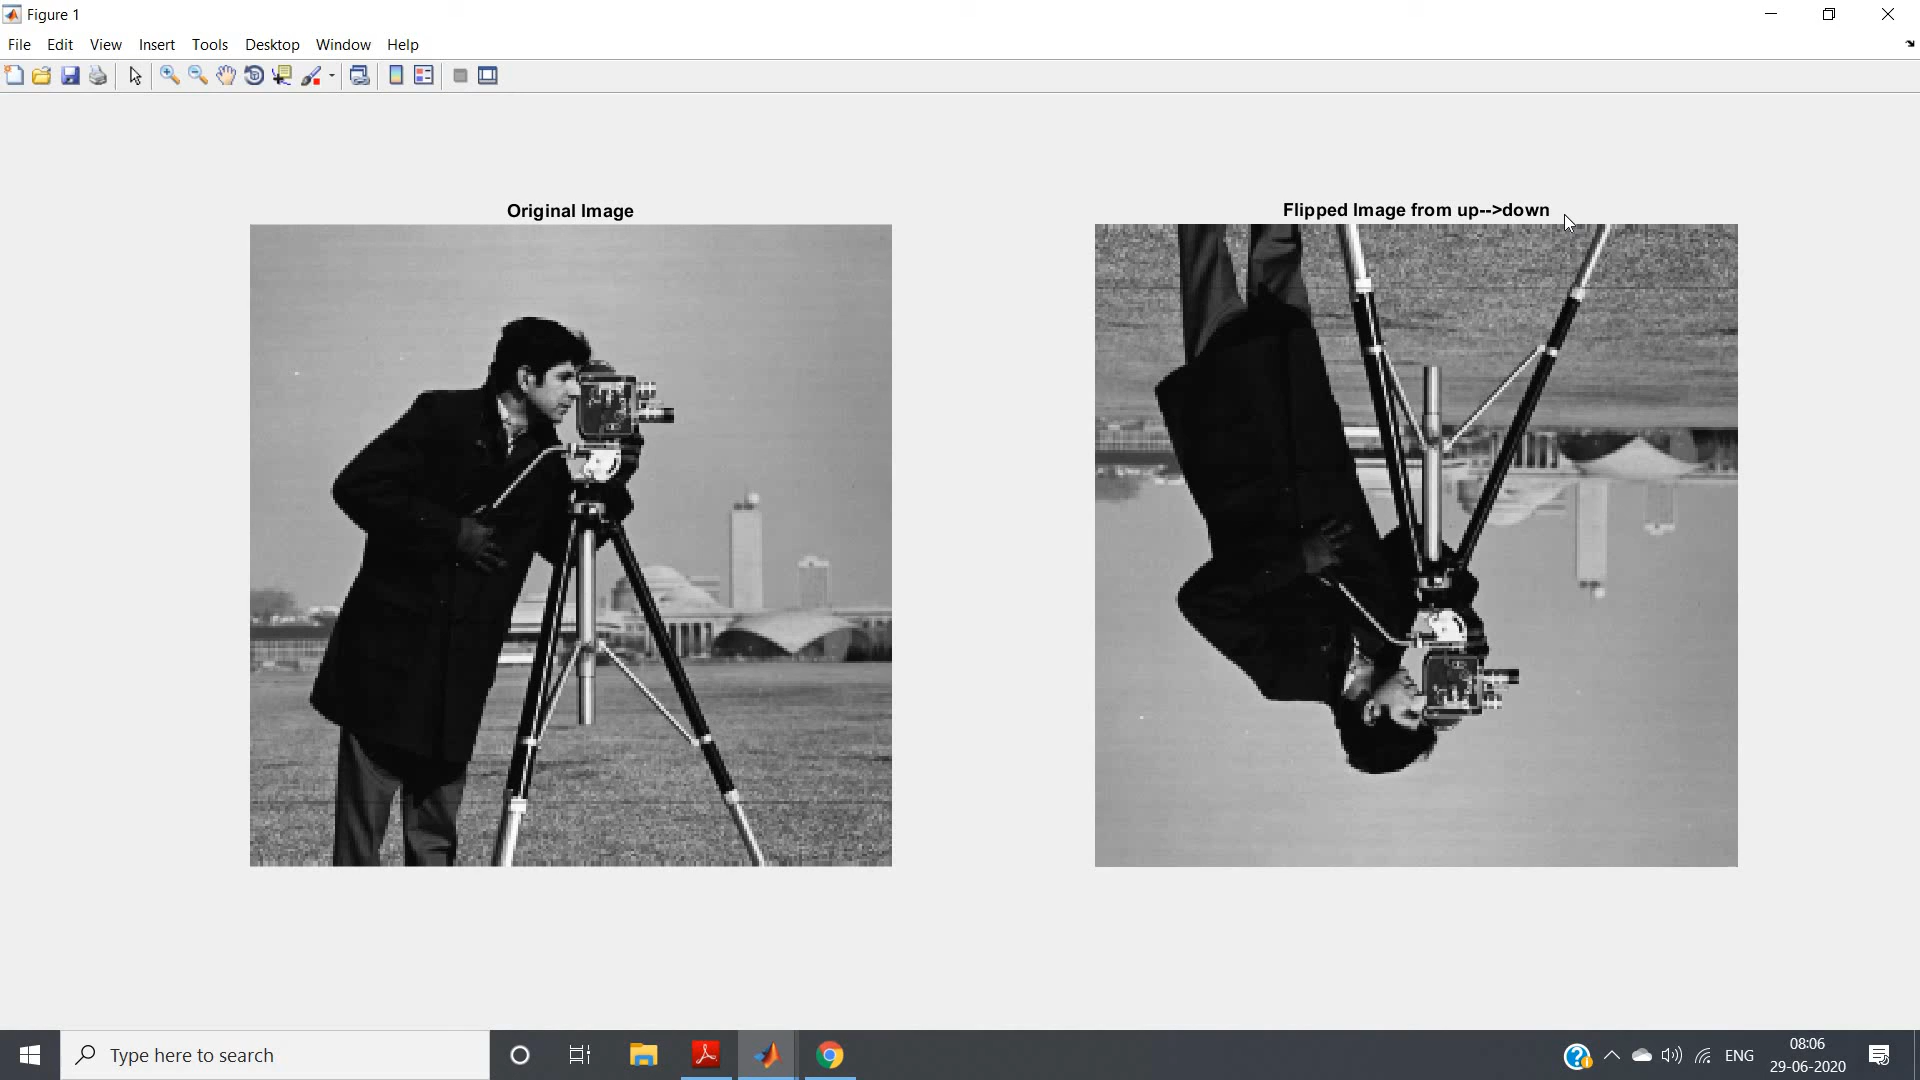 Figure 1
File Edit View Insert Tools Desktop Window Help
Original Image
Flipped Image from up-->down
Type here to search
ENG
08:06
29-06-2020